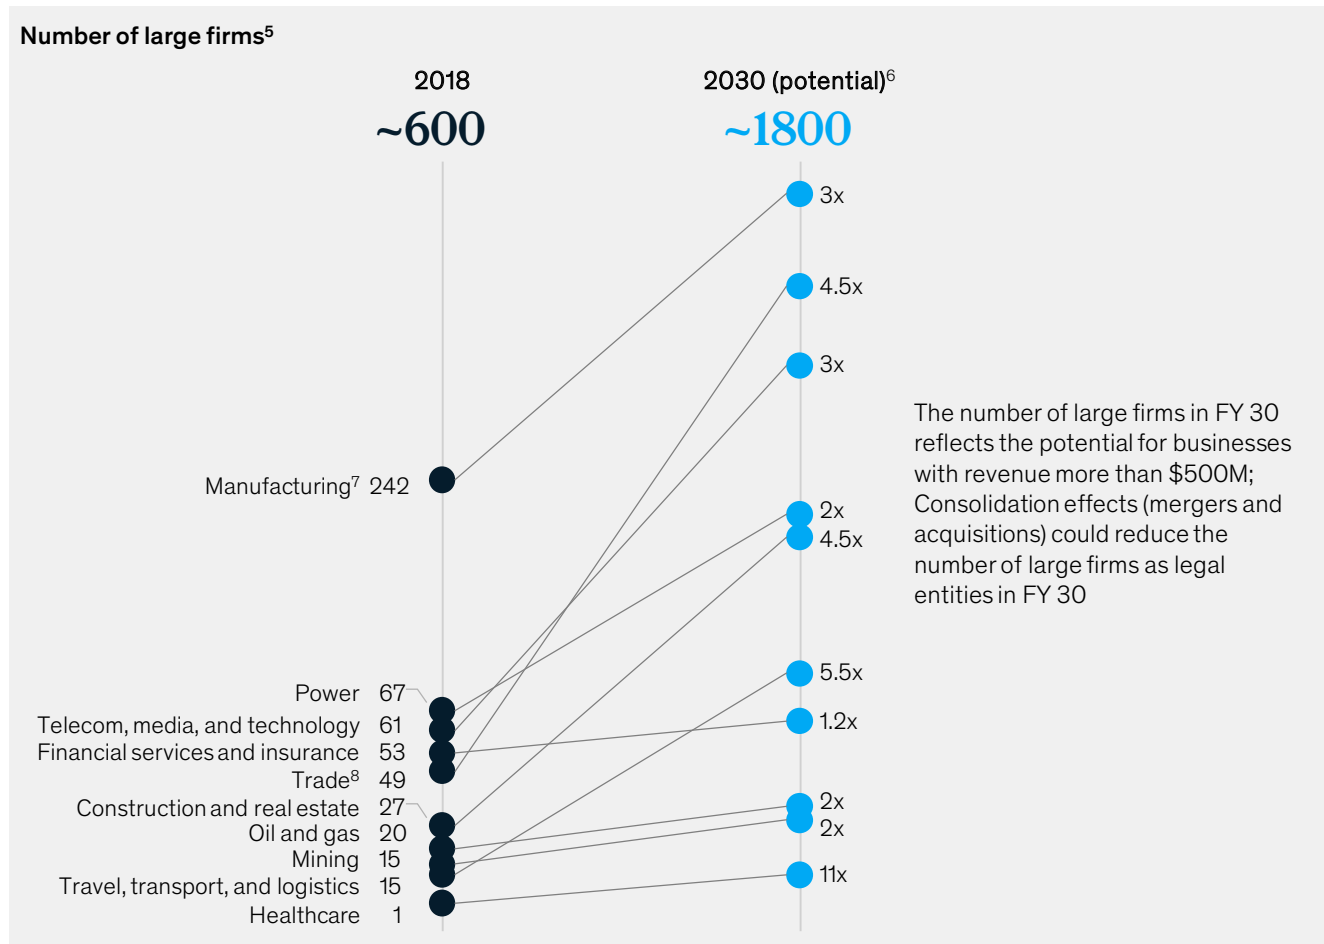 Number of large firms⁵
2018
2030 (potential)⁶
~600
~1800
3x
4.5x
3x
Manufacturing⁷ 242
2x
4.5x
The number of large firms in FY 30
reflects the potential for businesses
with revenue more than $500M;
Consolidation effects (mergers and
acquisitions) could reduce the
number of large firms as legal
entities in FY 30
5.5x
1.2x
2x
2x
11x
Power 67
Telecom, media, and technology 61
Financial services and insurance 53
Trade⁸ 49
Construction and real estate 27
Oil and gas 20
Mining 15
Travel, transport, and logistics 15
Healthcare 1